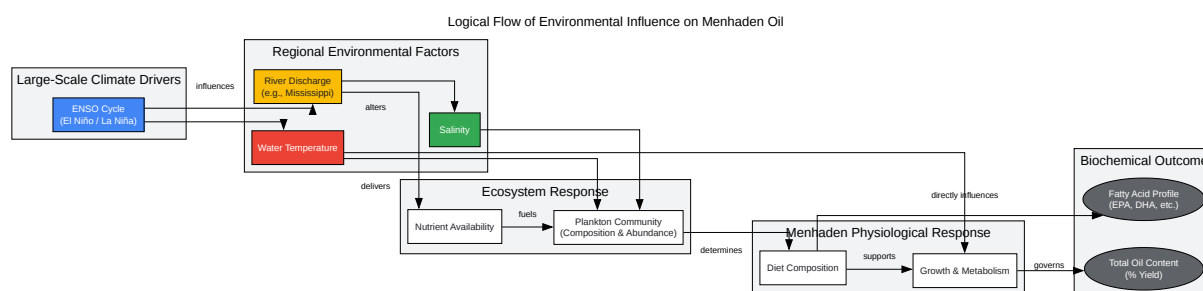 Logical Flow of Environmental Influence on Menhaden Oil
Large-Scale Climate Drivers
ENSO Cycle
(El Niño / La Niña)
influences
Regional Environmental Factors
River Discharge
(e.g., Mississippi)
alters
Water Temperature
Salinity
delivers
Ecosystem Response
Nutrient Availability
fuels
Plankton Community
(Composition & Abundance)
determines
Menhaden Physiological Response
Diet Composition
supports
Growth & Metabolism
directly influences
governs
Biochemical Outcome
Fatty Acid Profile
(EPA, DHA, etc.)
Total Oil Content
(% Yield)